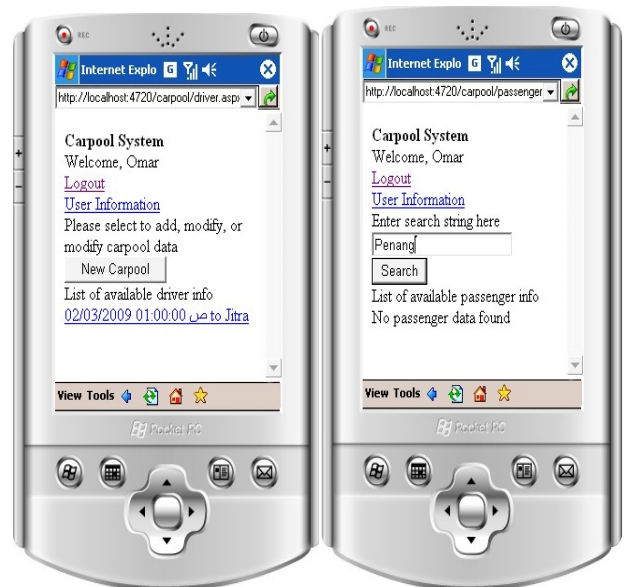 REC
Internet Explo G
http://localhost:4720/carpool/driver.asp
Carpool System
Welcome, Omar
Logout
User Information
Please select to add, modify, or
modify carpool data
New Carpool
List of available driver info
02/03/2009 01:00:00 ص to Jitra
View Tools
Pocket PC
REC
Internet Explo G
http://localhost:4720/carpool/passenger
Carpool System
Welcome, Omar
Logout
User Information
Enter search string here
Penang
Search
List of available passenger info
No passenger data found
View Tools
Pocket PC